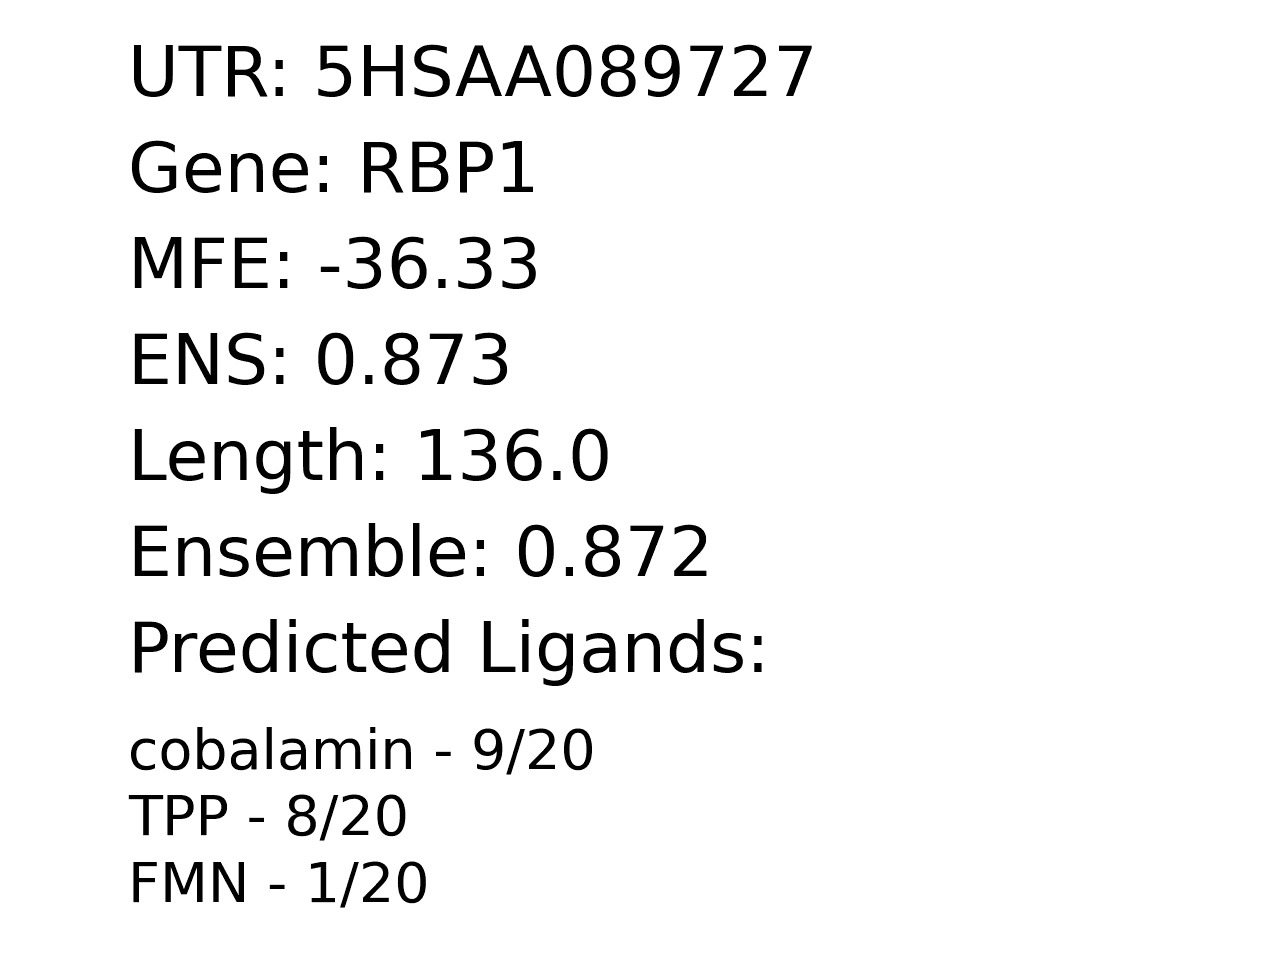 UTR: 5HSAA089727
Gene: RBP1
MFE: -36.33
ENS: 0.873
Length: 136.0
Ensemble: 0.872
Predicted Ligands:
cobalamin - 9/20
TPP - 8/20
FMN - 1/20